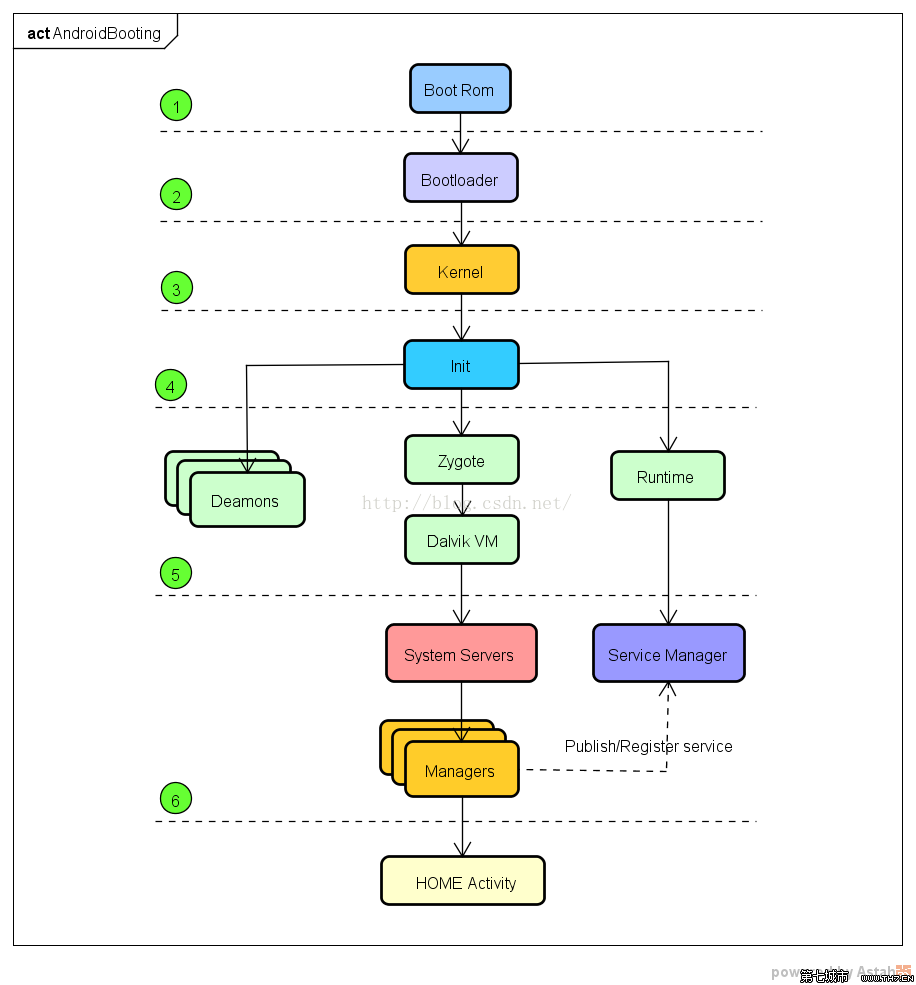 act AndroidBooting
Boot Rom
1
Bootloader
2
Kernel
3
Init
4
Zygote
Runtime
Deamons
http://blog.csdn.net/
Dalvik VM
5
System Servers
Service Manager
Publish/Register service
Managers
6
HOME Activity
powered by Astah
第七城市 WWW.TH7.CN